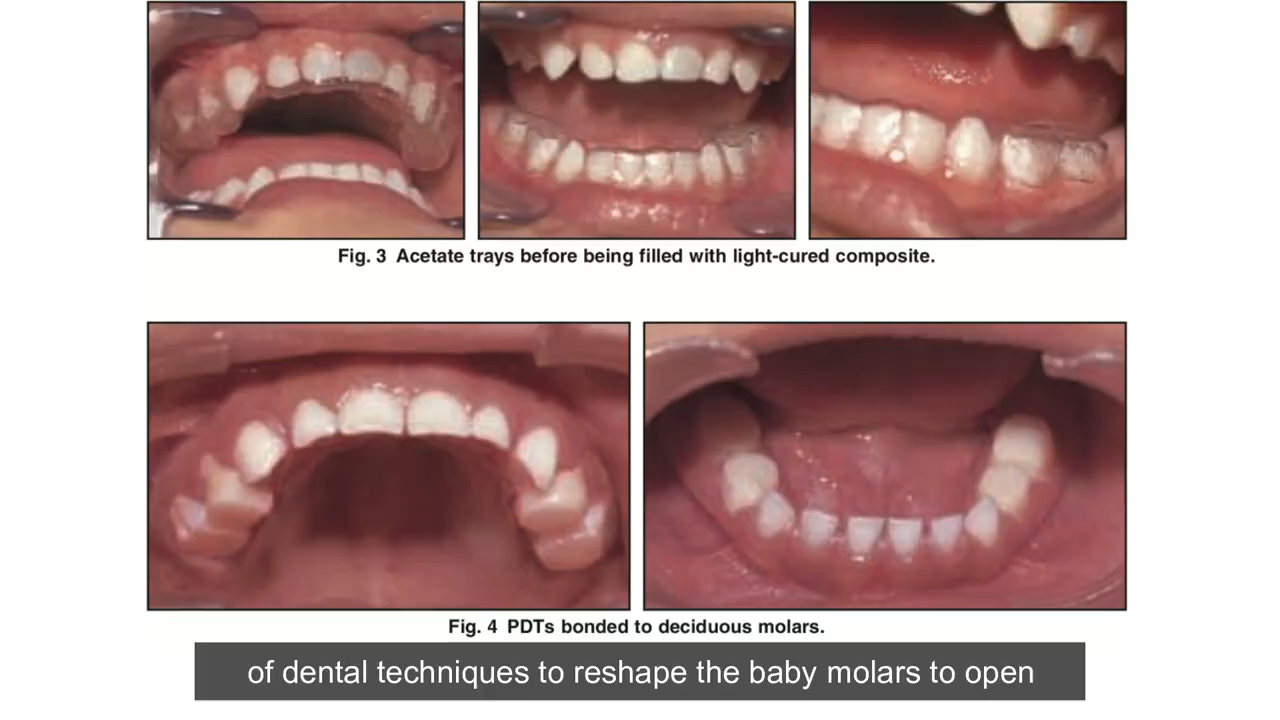 Fig. 3 Acetate trays before being filled with light-cured composite.
Fig. 4 PDTs bonded to deciduous molars.
of dental techniques to reshape the baby molars to open